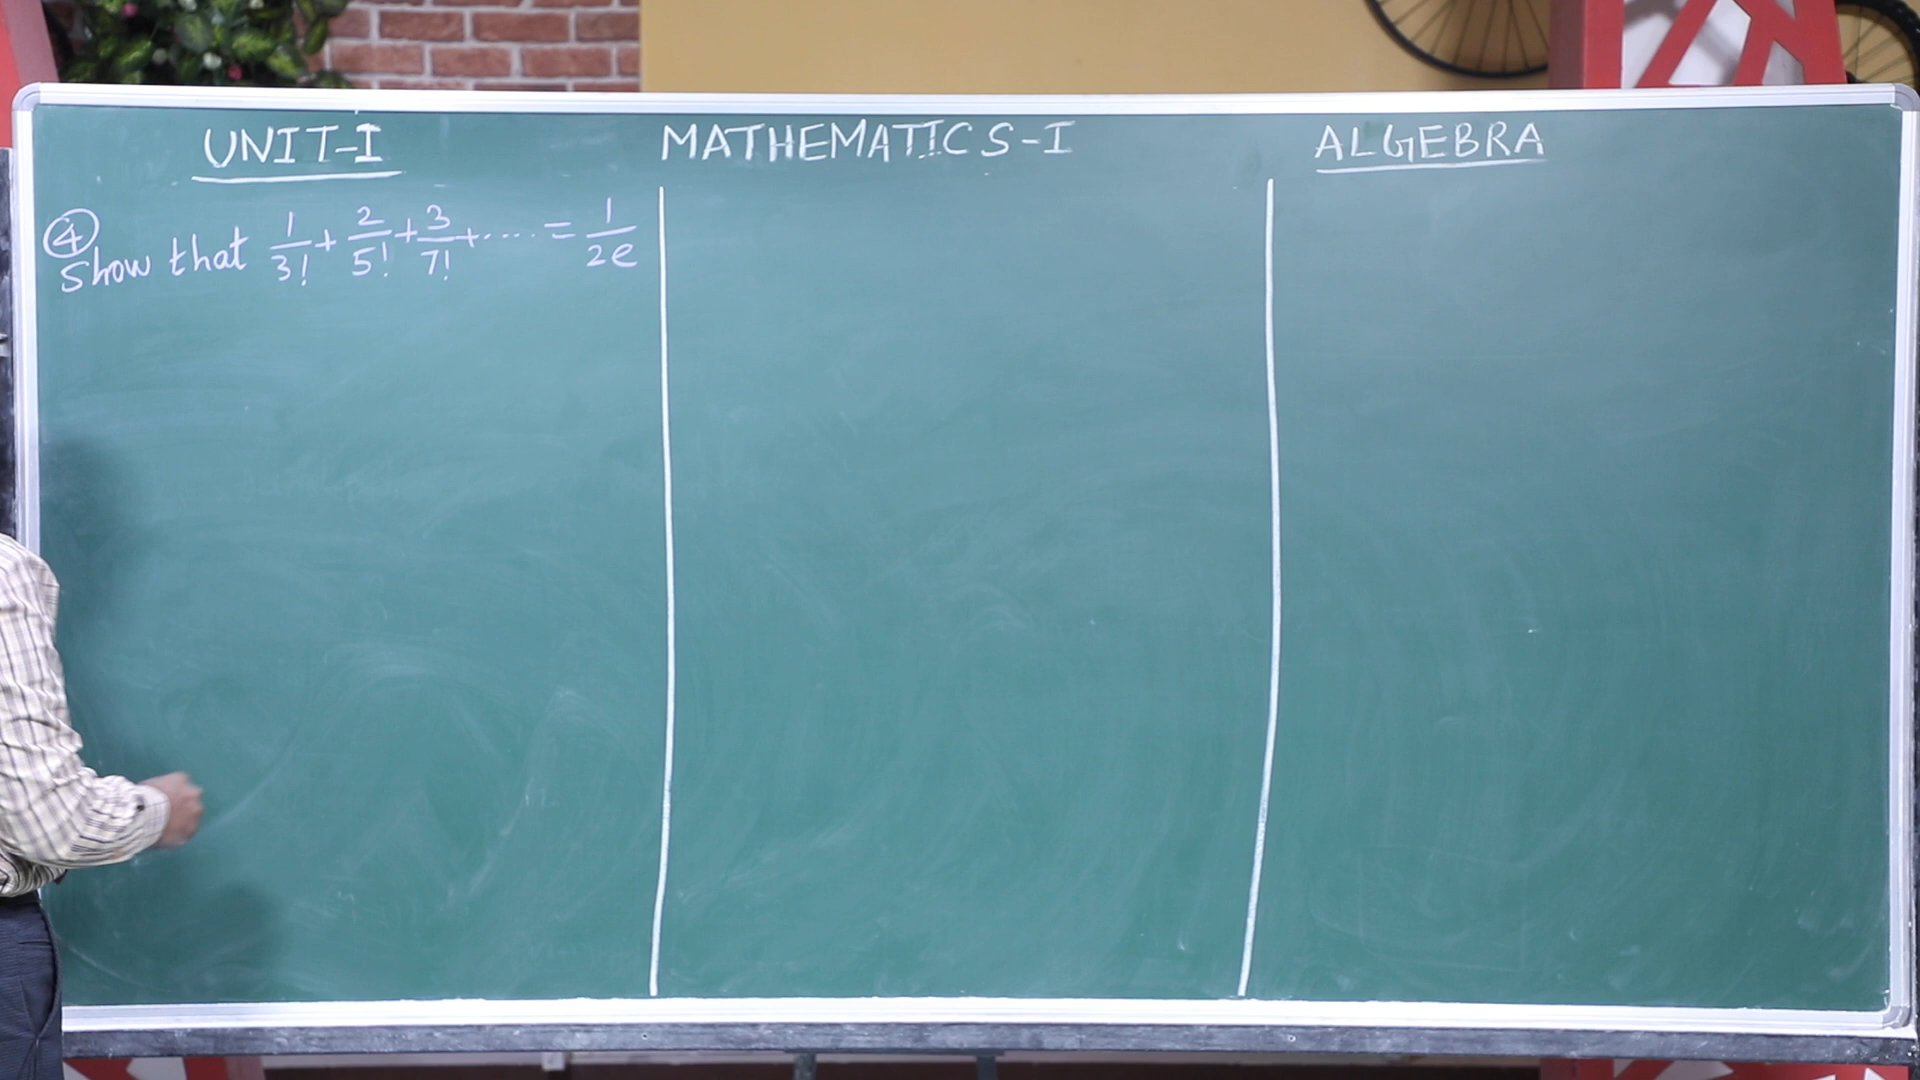 UNIT-I MATHEMATICS-I ALGEBRA
④
Show that 1/3! + 2/5! + 3/7! + ..... = 1/2e